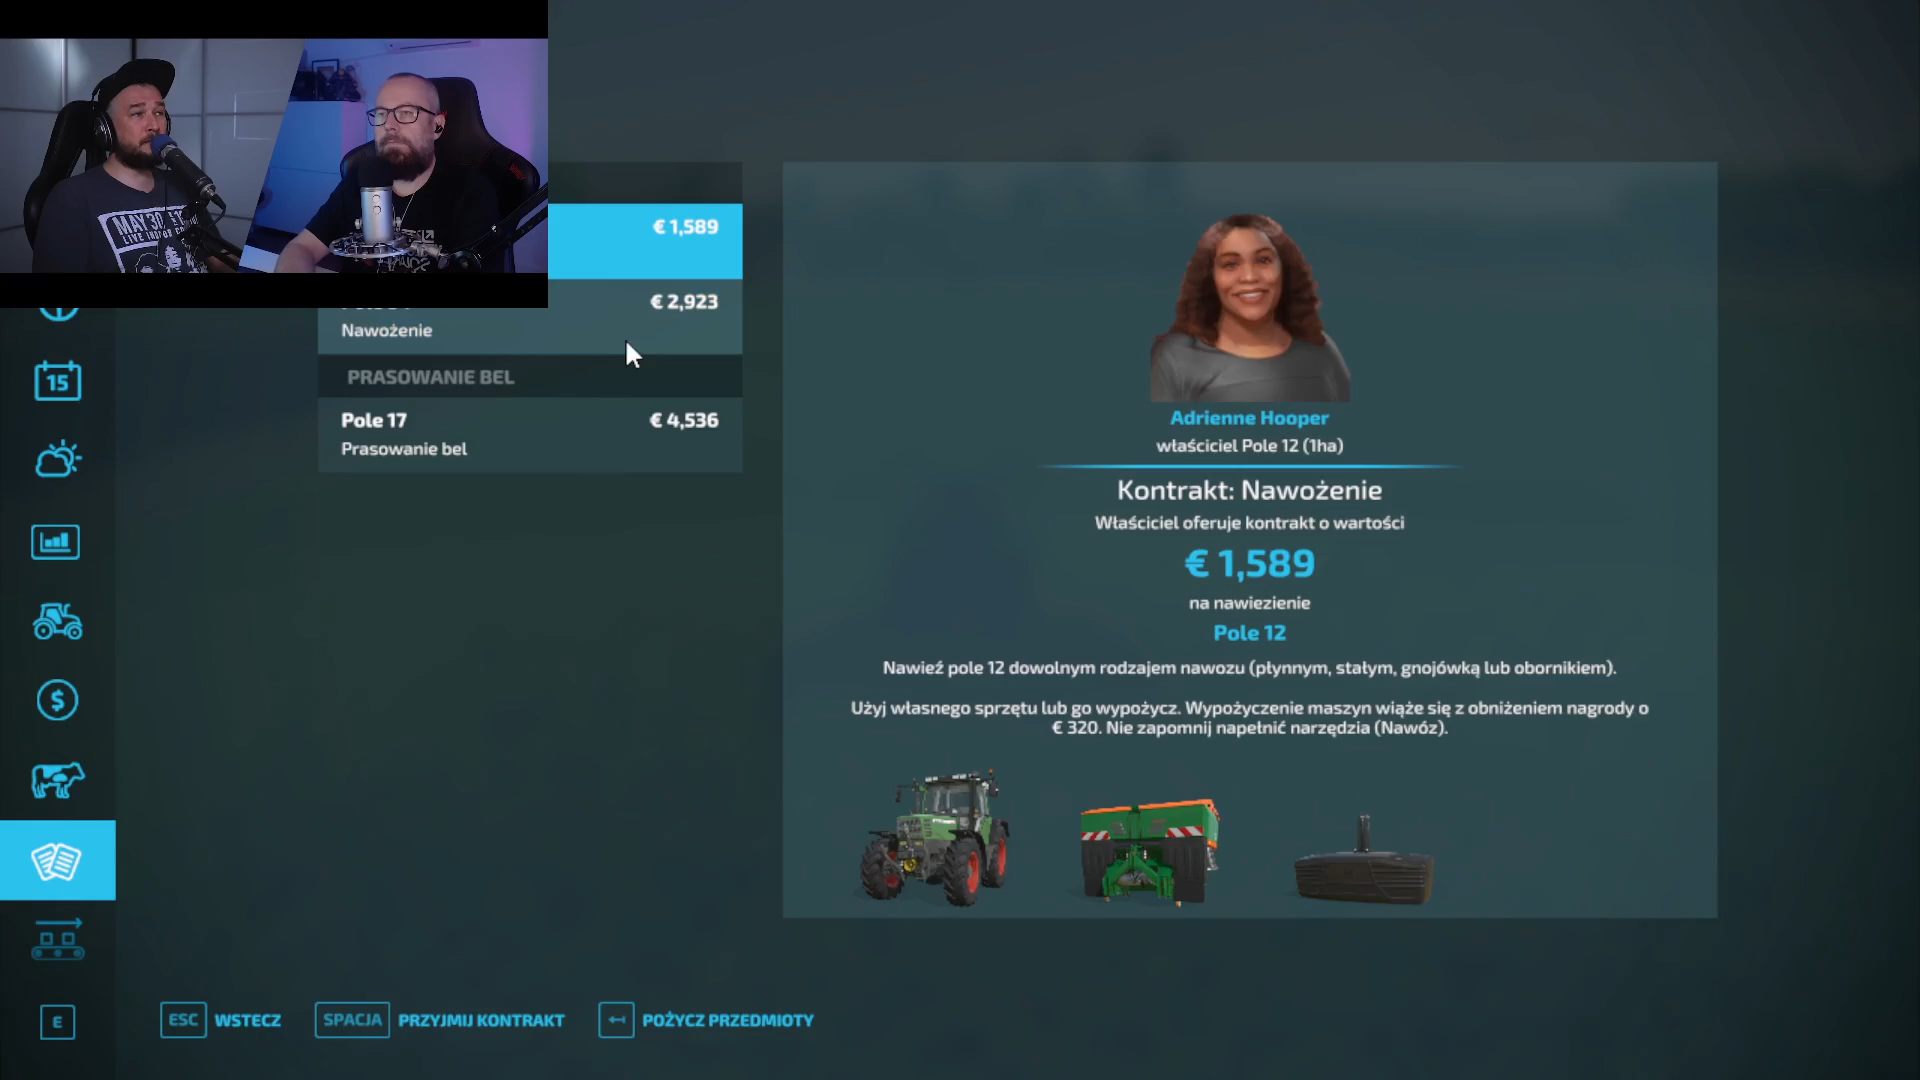 MAY 30
€ 1,589
€ 2,923
Nawożenie
PRASOWANIE BEL
Pole 17
€ 4,536
Prasowanie bel
15
Adrienne Hooper
właściciel Pole 12 (1ha)
Kontrakt: Nawożenie
Właściciel oferuje kontrakt o wartości
€ 1,589
na nawiezienie
Pole 12
Nawieź pole 12 dowolnym rodzajem nawozu (płynnym, stałym, gnojówką lub obornikiem).
Użyj własnego sprzętu lub go wypożycz. Wypożyczenie maszyn wiąże się z obniżeniem nagrody o
€ 320. Nie zapomnij napełnić narzędzia (Nawóz).
E
ESC WSTECZ
SPACJA PRZYJMIJ KONTRAKT
POŻYCZ PRZEDMIOTY